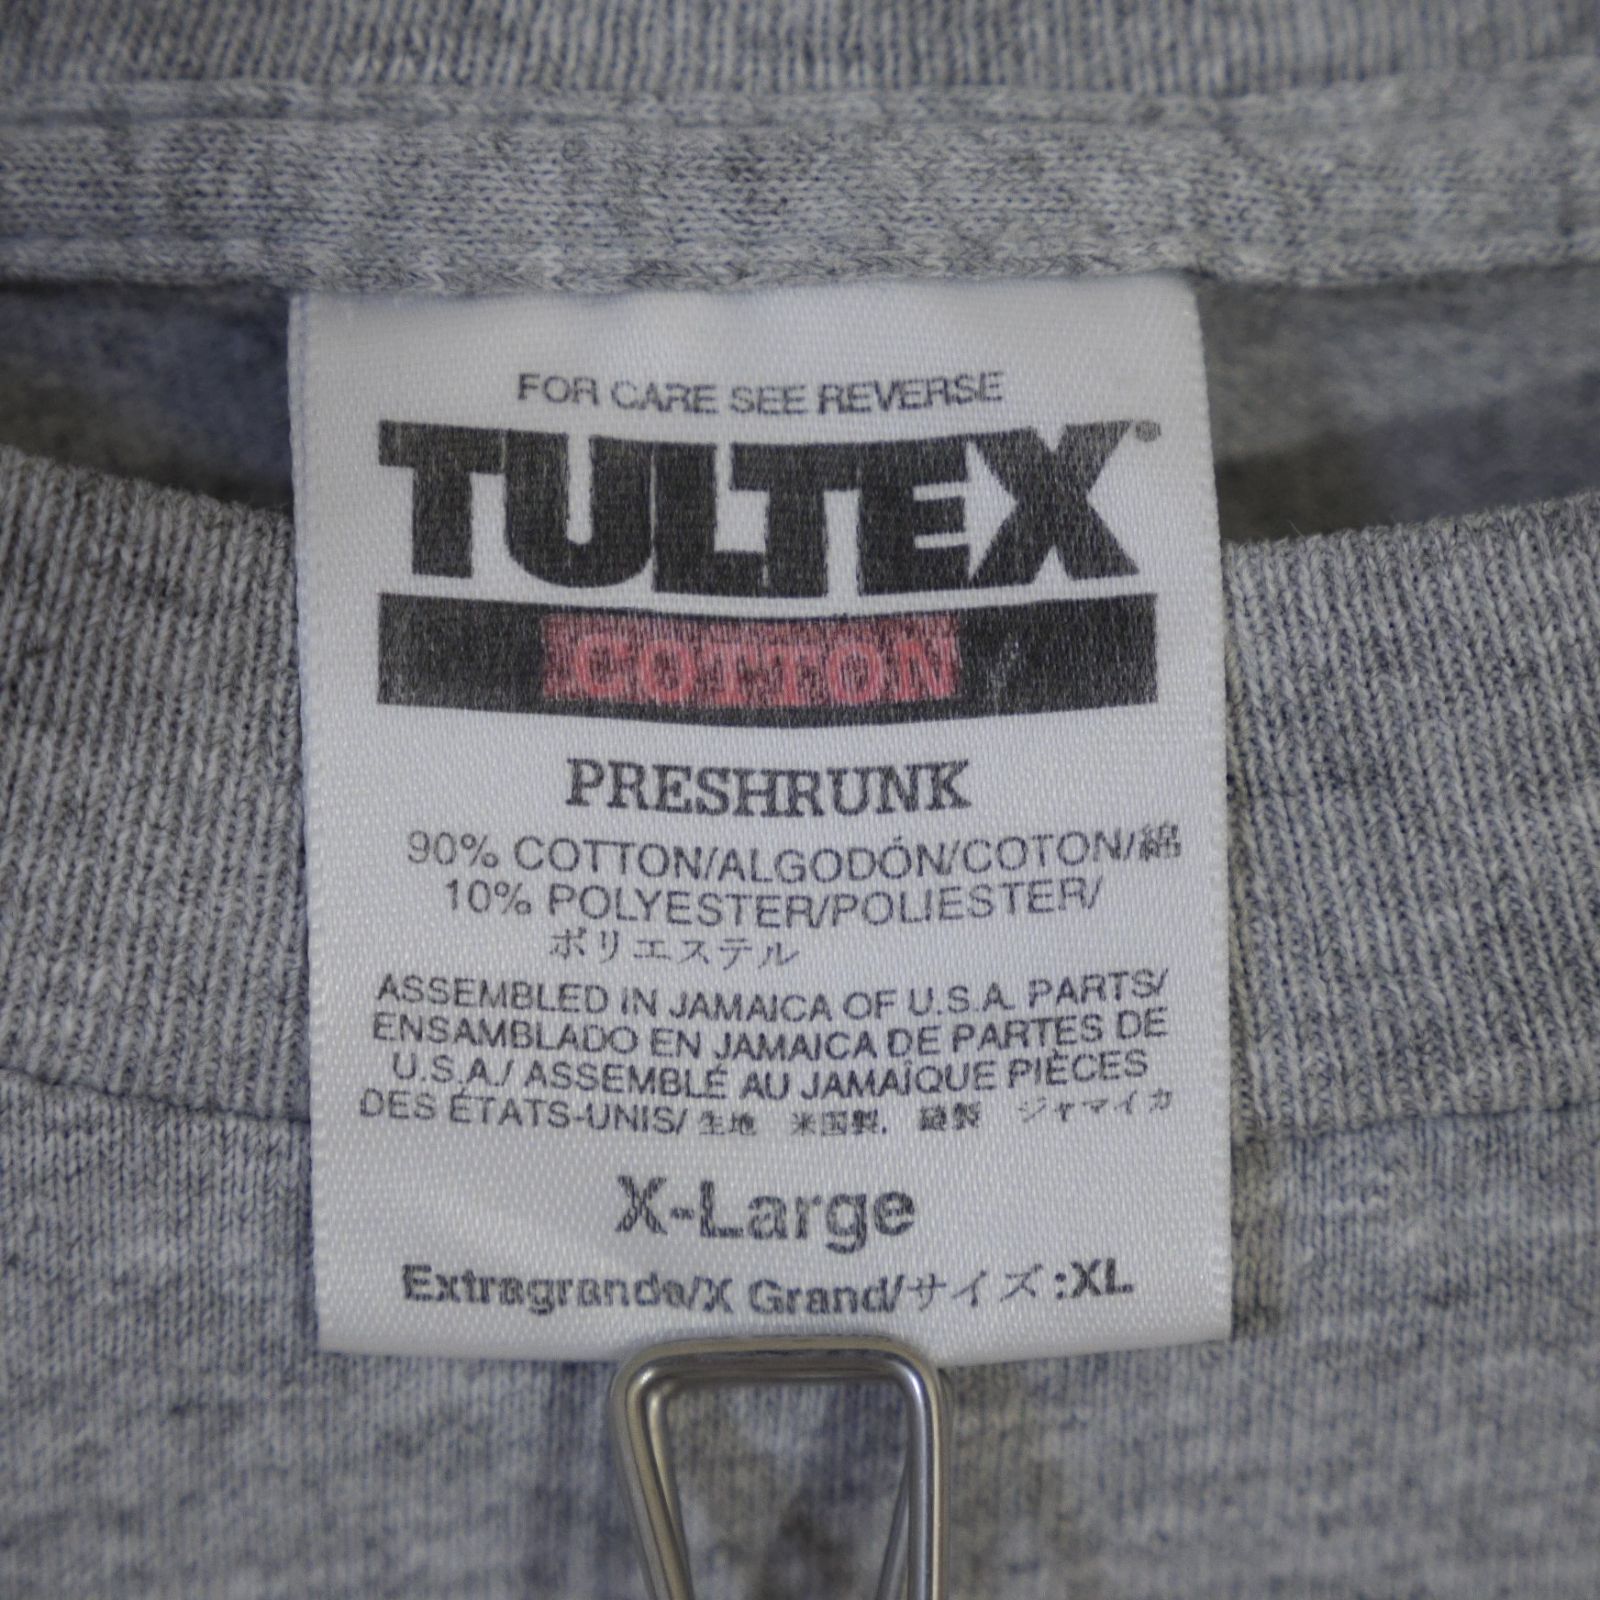 FOR CARE SEE REVERSE
TULTEX®
COTTON
PRESHRUNK
90% COTTON/ALGODÓN/COTON/綿
10% POLYESTER/POLIESTER/
ポリエステル
ASSEMBLED IN JAMAICA OF U.S.A. PARTS/
ENSAMBLADO EN JAMAICA DE PARTES DE
U.S.A./ ASSEMBLÉ AU JAMAÏQUE PIÈCES
DES ÉTATS-UNIS/ 生地 米国製, 縫製 ジャマイカ
X-Large
Extragrande/X Grand/サイズ:XL